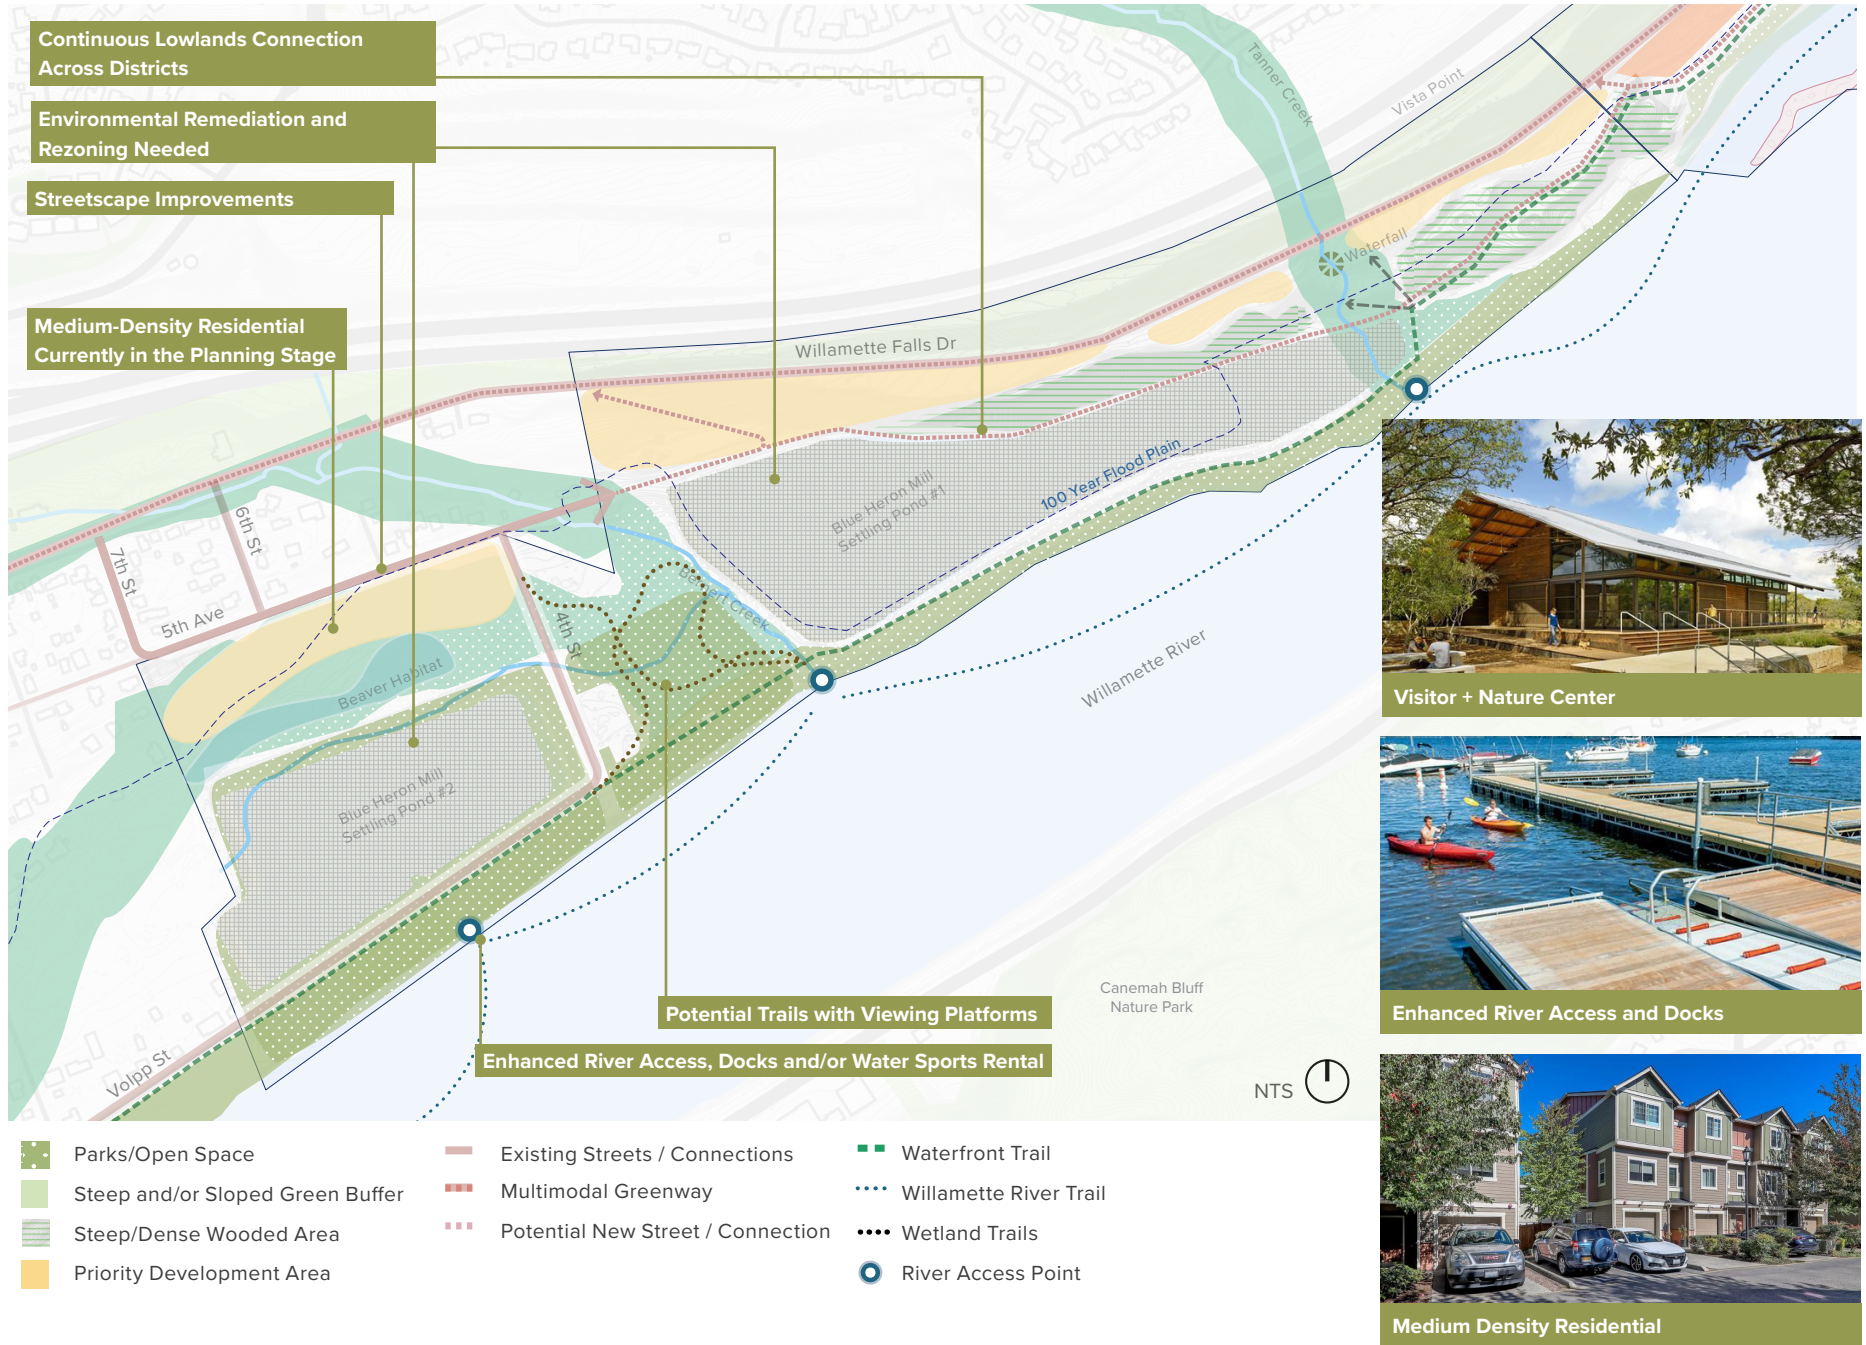 Continuous Lowlands Connection
Across Districts
Environmental Remediation and
Rezoning Needed
Streetscape Improvements
Medium-Density Residential
Currently in the Planning Stage
Tanner Creek
Vista Point
Waterfall
Willamette Falls Dr
100 Year Flood Plain
Blue Heron Mill
Settling Pond #1
7th St
6th St
5th Ave
4th St
Bernert Creek
Beaver Habitat
Blue Heron Mill
Settling Pond #2
Willamette River
Volpp St
Canemah Bluff
Nature Park
Potential Trails with Viewing Platforms
Enhanced River Access, Docks and/or Water Sports Rental
NTS
Visitor + Nature Center
Enhanced River Access and Docks
Medium Density Residential
Parks/Open Space
Steep and/or Sloped Green Buffer
Steep/Dense Wooded Area
Priority Development Area
Existing Streets / Connections
Multimodal Greenway
Potential New Street / Connection
Waterfront Trail
Willamette River Trail
Wetland Trails
River Access Point